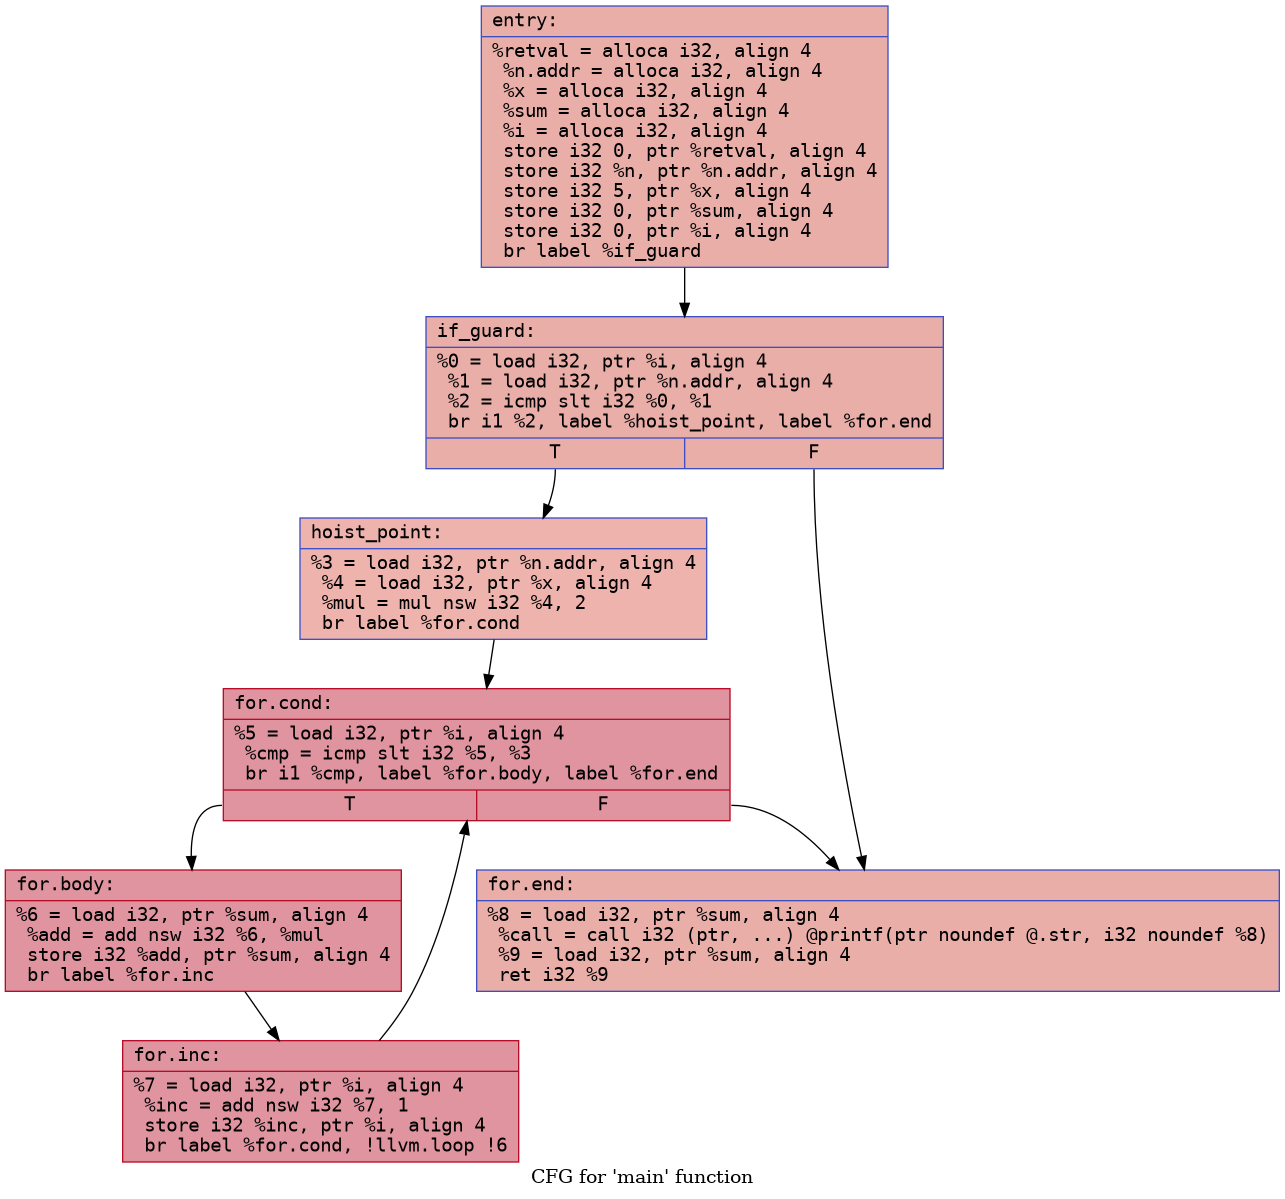 entry:
%retval = alloca i32, align 4
%n.addr = alloca i32, align 4
%x = alloca i32, align 4
%sum = alloca i32, align 4
%i = alloca i32, align 4
store i32 0, ptr %retval, align 4
store i32 %n, ptr %n.addr, align 4
store i32 5, ptr %x, align 4
store i32 0, ptr %sum, align 4
store i32 0, ptr %i, align 4
br label %if_guard
if_guard:
%0 = load i32, ptr %i, align 4
%1 = load i32, ptr %n.addr, align 4
%2 = icmp slt i32 %0, %1
br i1 %2, label %hoist_point, label %for.end
T F
hoist_point:
%3 = load i32, ptr %n.addr, align 4
%4 = load i32, ptr %x, align 4
%mul = mul nsw i32 %4, 2
br label %for.cond
for.cond:
%5 = load i32, ptr %i, align 4
%cmp = icmp slt i32 %5, %3
br i1 %cmp, label %for.body, label %for.end
T F
for.body:
%6 = load i32, ptr %sum, align 4
%add = add nsw i32 %6, %mul
store i32 %add, ptr %sum, align 4
br label %for.inc
for.end:
%8 = load i32, ptr %sum, align 4
%call = call i32 (ptr, ...) @printf(ptr noundef @.str, i32 noundef %8)
%9 = load i32, ptr %sum, align 4
ret i32 %9
for.inc:
%7 = load i32, ptr %i, align 4
%inc = add nsw i32 %7, 1
store i32 %inc, ptr %i, align 4
br label %for.cond, !llvm.loop !6
CFG for 'main' function